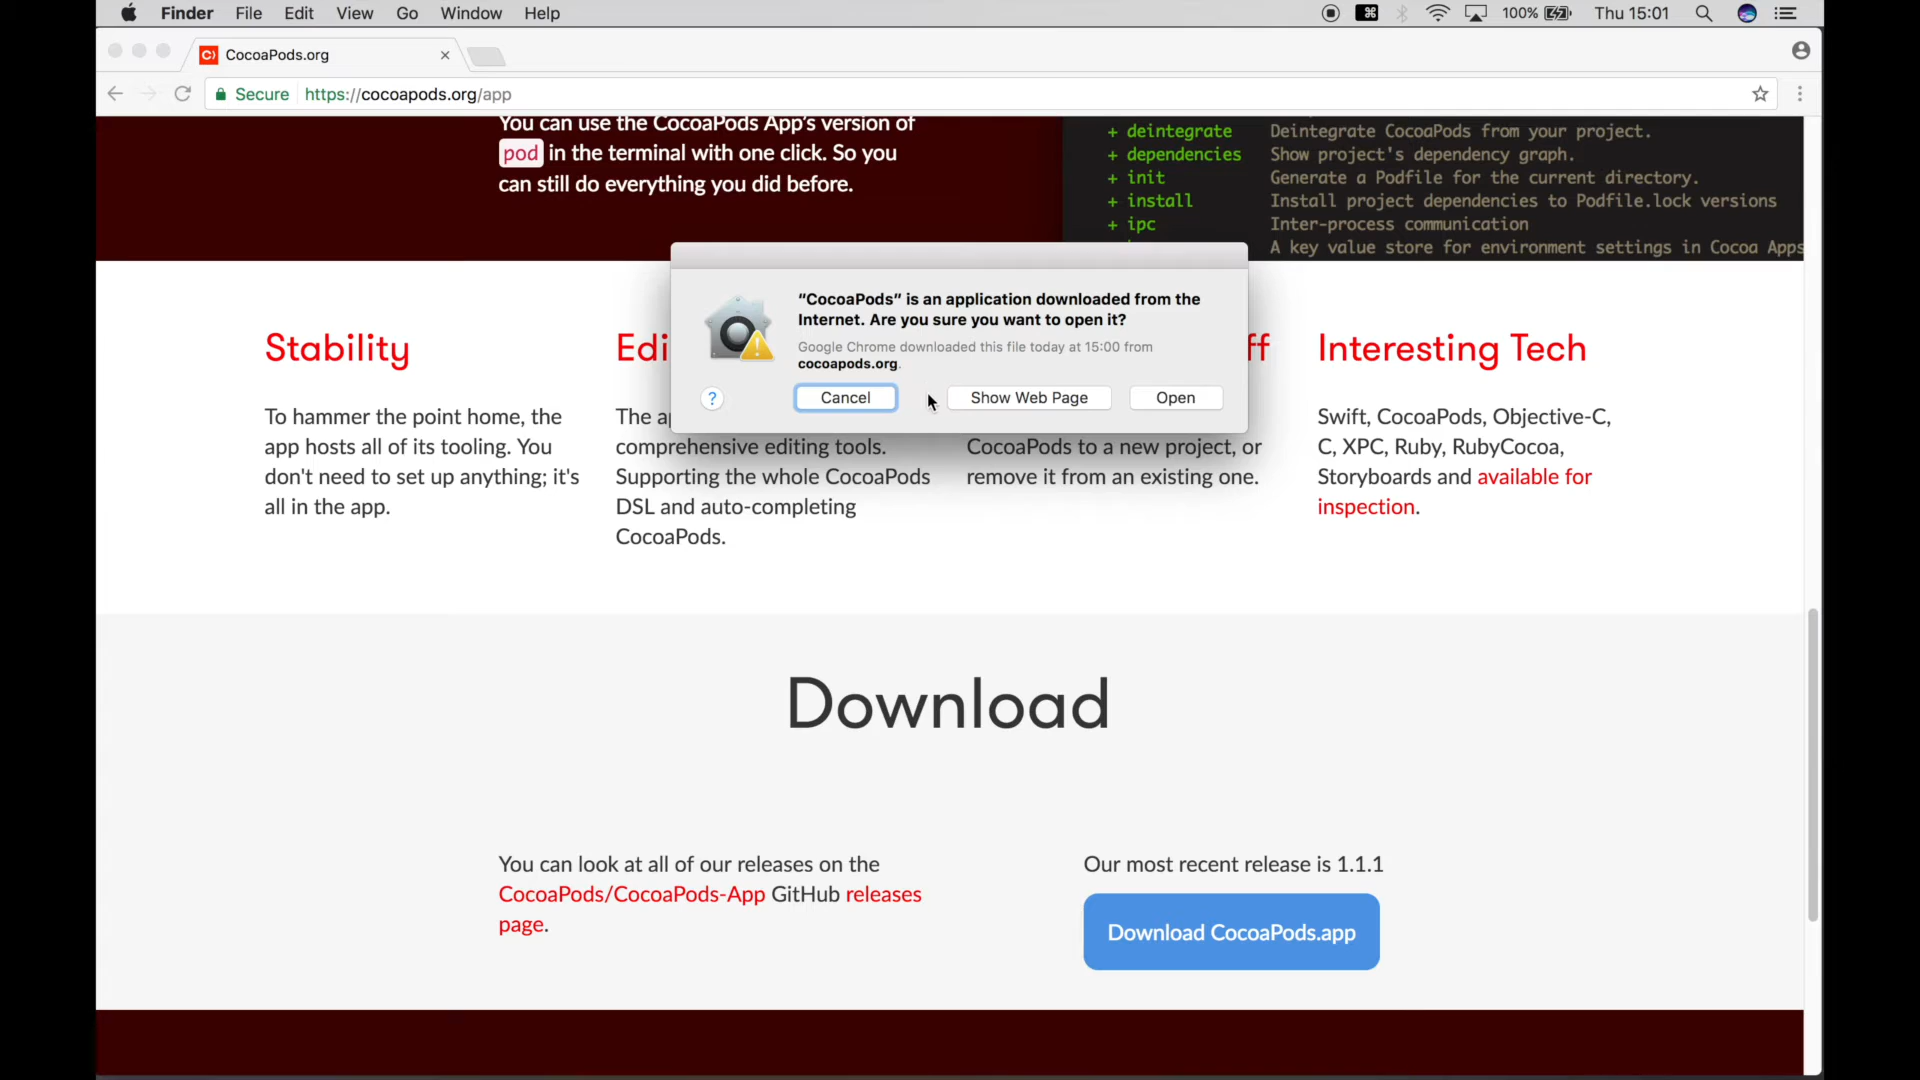 Finder File Edit View Go Window Help 100% Thu 15:01
CocoaPods.org
Secure https://cocoapods.org/app
You can use the CocoaPods App's version of
pod in the terminal with one click. So you
can still do everything you did before.
+ deintegrate Deintegrate CocoaPods from your project.
+ dependencies Show project's dependency graph.
+ init Generate a Podfile for the current directory.
+ install Install project dependencies to Podfile.lock versions
+ ipc Inter-process communication
A key value store for environment settings in Cocoa Apps
“CocoaPods” is an application downloaded from the
Internet. Are you sure you want to open it?
Google Chrome downloaded this file today at 15:00 from
cocoapods.org.
? Cancel Show Web Page Open
Stability
To hammer the point home, the
app hosts all of its tooling. You
don't need to set up anything; it's
all in the app.
comprehensive editing tools.
Supporting the whole CocoaPods
DSL and auto-completing
CocoaPods.
CocoaPods to a new project, or
remove it from an existing one.
Interesting Tech
Swift, CocoaPods, Objective-C,
C, XPC, Ruby, RubyCocoa,
Storyboards and available for
inspection.
Download
You can look at all of our releases on the
CocoaPods/CocoaPods-App GitHub releases
page.
Our most recent release is 1.1.1
Download CocoaPods.app